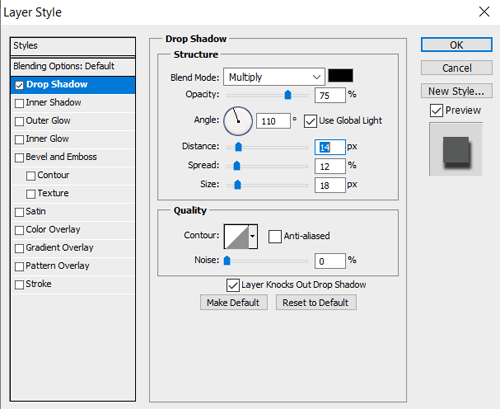 Layer Style
Styles
Blending Options: Default
Drop Shadow
Inner Shadow
Outer Glow
Inner Glow
Bevel and Emboss
Contour
Texture
Satin
Color Overlay
Gradient Overlay
Pattern Overlay
Stroke
Drop Shadow
Structure
Blend Mode: Multiply
Opacity: 75 %
Angle: 110 ° Use Global Light
Distance: 14 px
Spread: 12 %
Size: 18 px
Quality
Contour: Anti-aliased
Noise: 0 %
Layer Knocks Out Drop Shadow
Make Default Reset to Default
OK
Cancel
New Style...
Preview